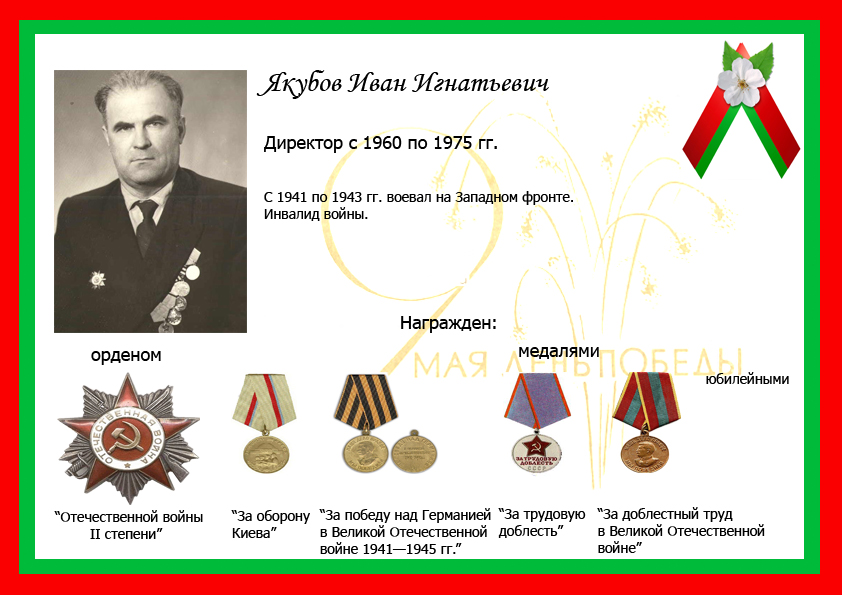 Якубов Иван Игнатьевич
Директор с 1960 по 1975 гг.
С 1941 по 1943 гг. воевал на Западном фронте.
Инвалид войны.
9 МАЯ ДЕНЬ ПОБЕДЫ
Награжден:
орденом
медалями
юбилейными
ОТЕЧЕСТВЕННАЯ ВОЙНА
ЗА ТРУДОВУЮ
ДОБЛЕСТЬ
СССР
“Отечественной войны
II степени”
“За оборону
Киева”
“За победу над Германией
в Великой Отечественной
войне 1941—1945 гг.”
“За трудовую
доблесть”
“За доблестный труд
в Великой Отечественной
войне”